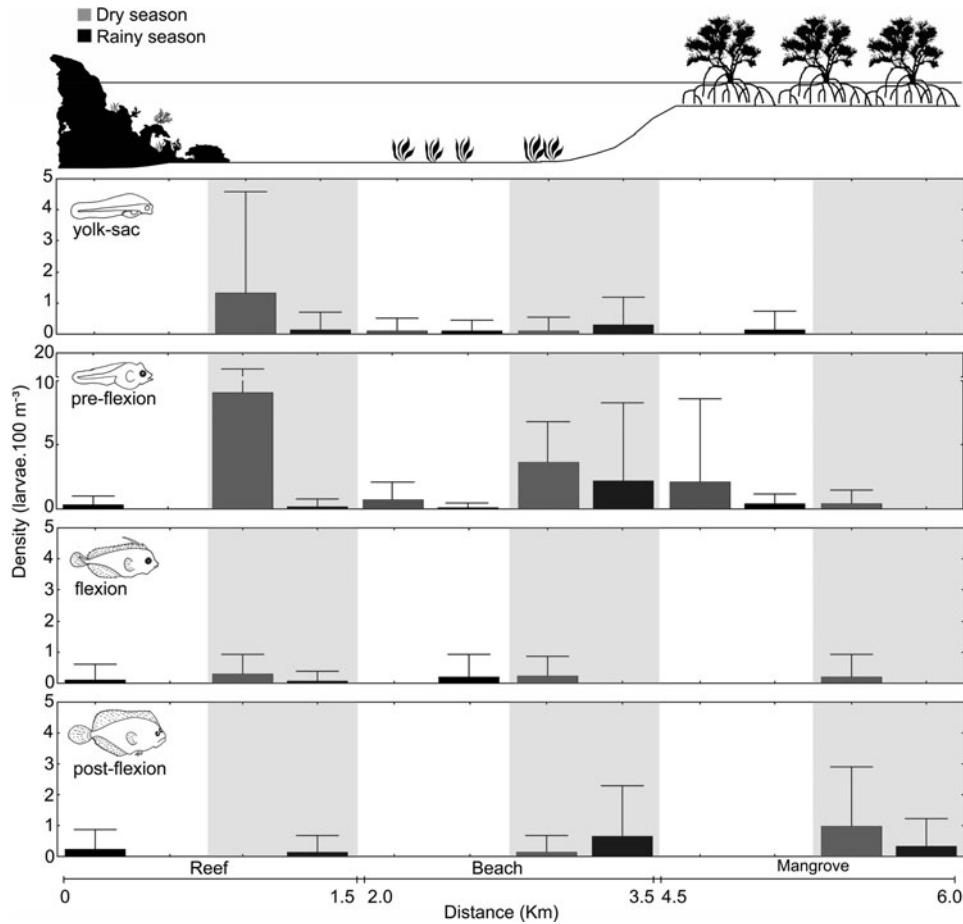 Dry season
Rainy season
Density (larvae.100 m⁻³)
5
4
3
2
1
0
yolk-sac
20
10
5
0
pre-flexion
5
4
3
2
1
0
flexion
5
4
3
2
1
0
post-flexion
Reef Beach Mangrove
0 1.5 2.0 3.5 4.5 6.0
Distance (Km)